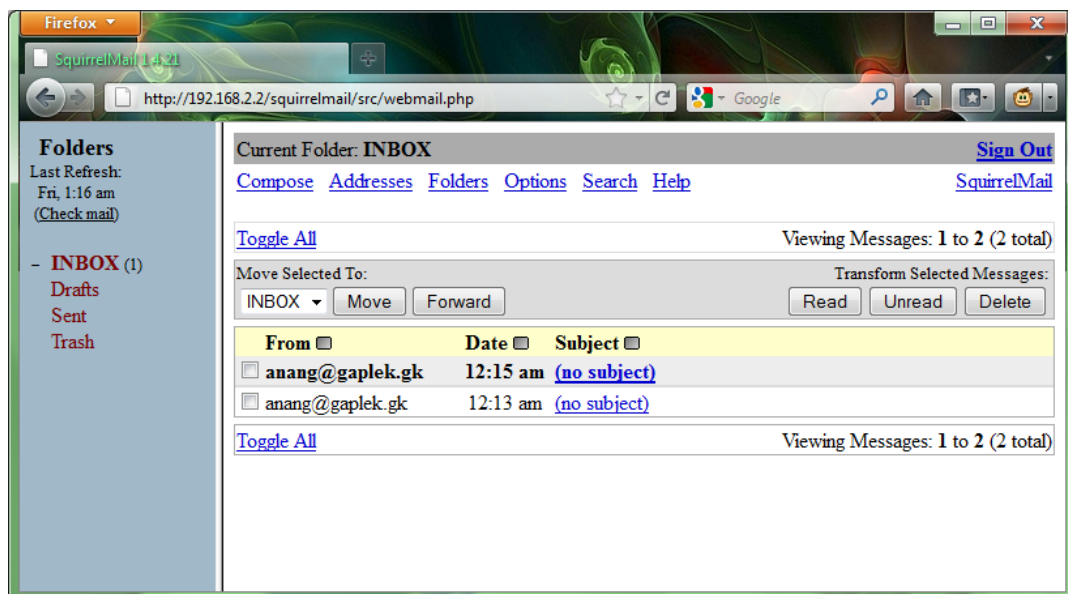 Firefox
SquirrelMail 1.4.21
http://192.168.2.2/squirrelmail/src/webmail.php
Google
Folders
Last Refresh:
Fri, 1:16 am
(Check mail)
– INBOX (1)
Drafts
Sent
Trash
Current Folder: INBOX Sign Out
Compose Addresses Folders Options Search Help SquirrelMail
Toggle All Viewing Messages: 1 to 2 (2 total)
Move Selected To: Transform Selected Messages:
INBOX Move Forward Read Unread Delete
From Date Subject
anang@gaplek.gk 12:15 am (no subject)
anang@gaplek.gk 12:13 am (no subject)
Toggle All Viewing Messages: 1 to 2 (2 total)